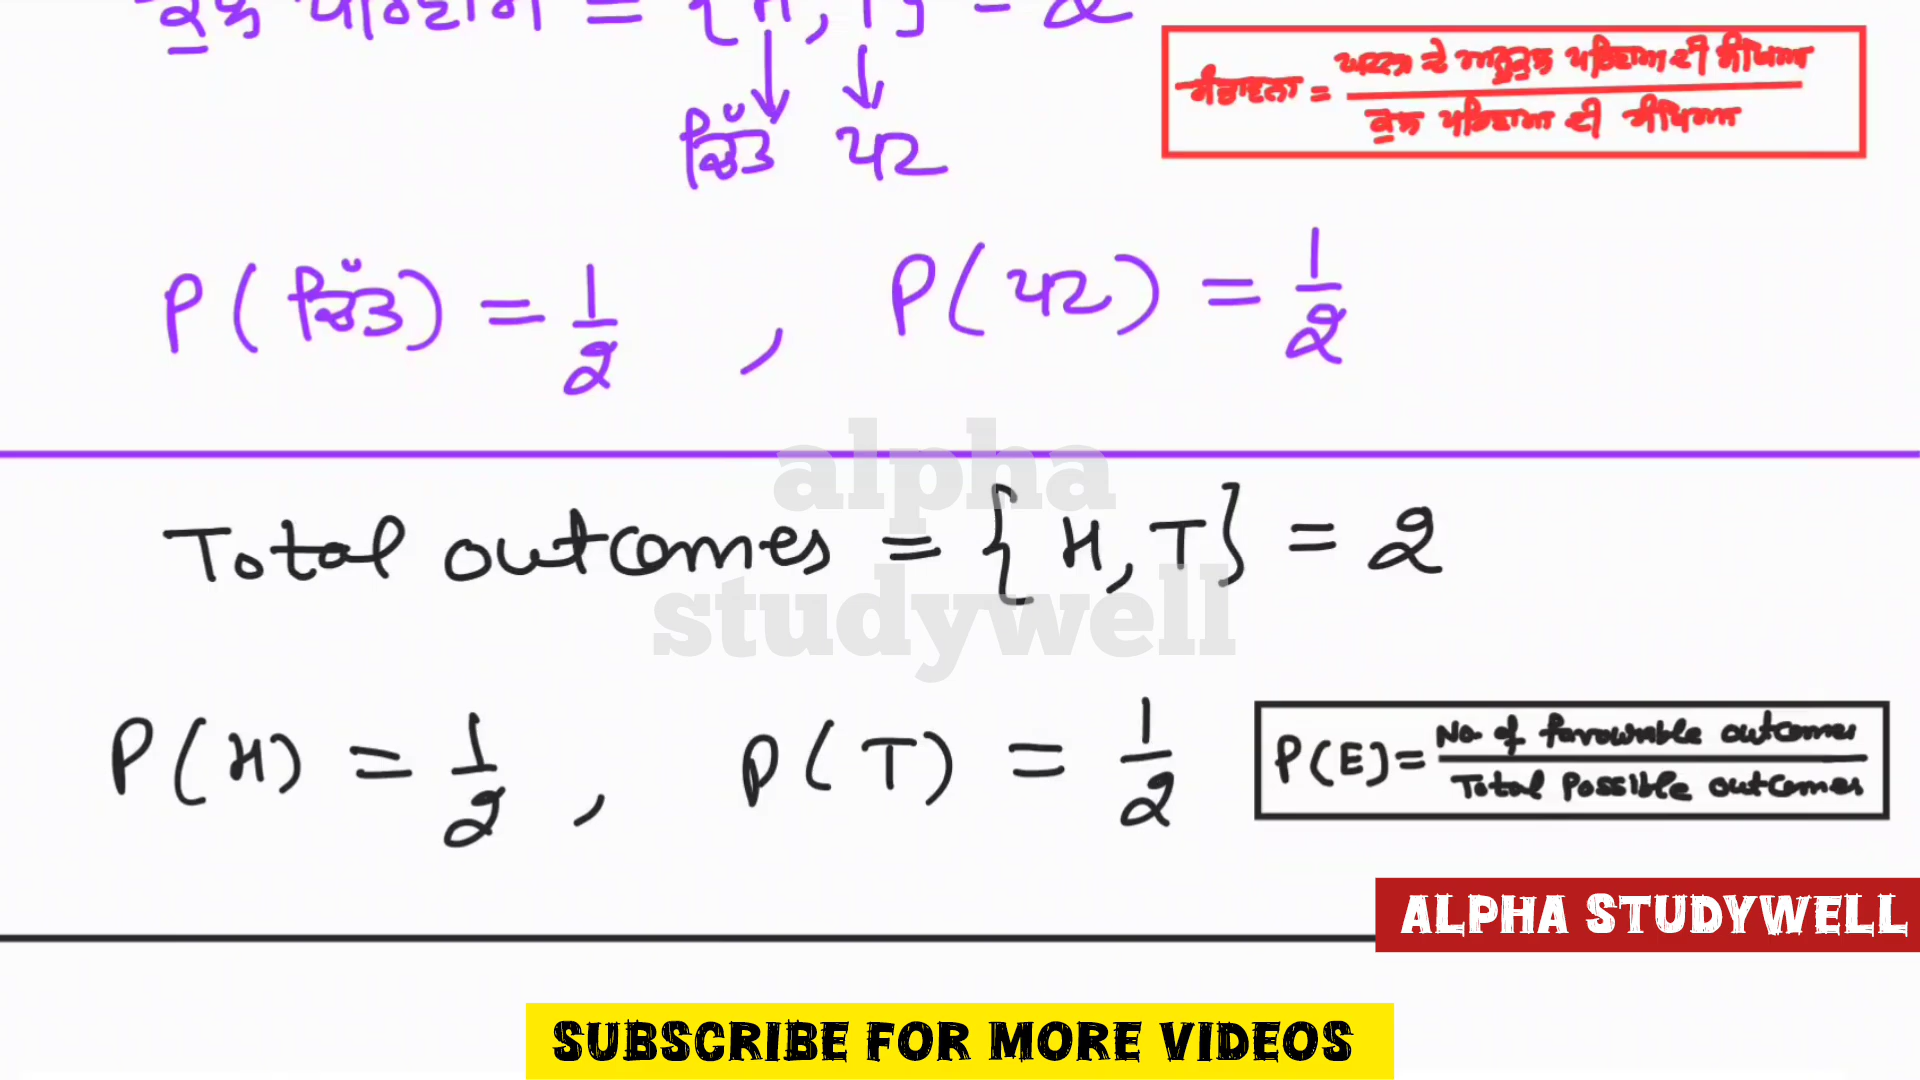 ਕੁਲ ਪਰਿਣਾਮ = {H, T} = 2
ਚਿੱਤ ਪਟ
ਸੰਭਾਵਨਾ = ਘਟਨਾ ਦੇ ਅਨੁਕੂਲ ਪਰਿਣਾਮ ਦੀ ਸੰਖਿਆ
ਕੁਲ ਪਰਿਣਾਮ ਦੀ ਸੰਖਿਆ
P(ਚਿੱਤ) = 1/2 , P(ਪਟ) = 1/2
alpha
Total outcomes = {H, T} = 2
studywell
P(H) = 1/2 , P(T) = 1/2
P(E) = No. of favourable outcomes
Total Possible outcomes
ALPHA STUDYWELL
SUBSCRIBE FOR MORE VIDEOS